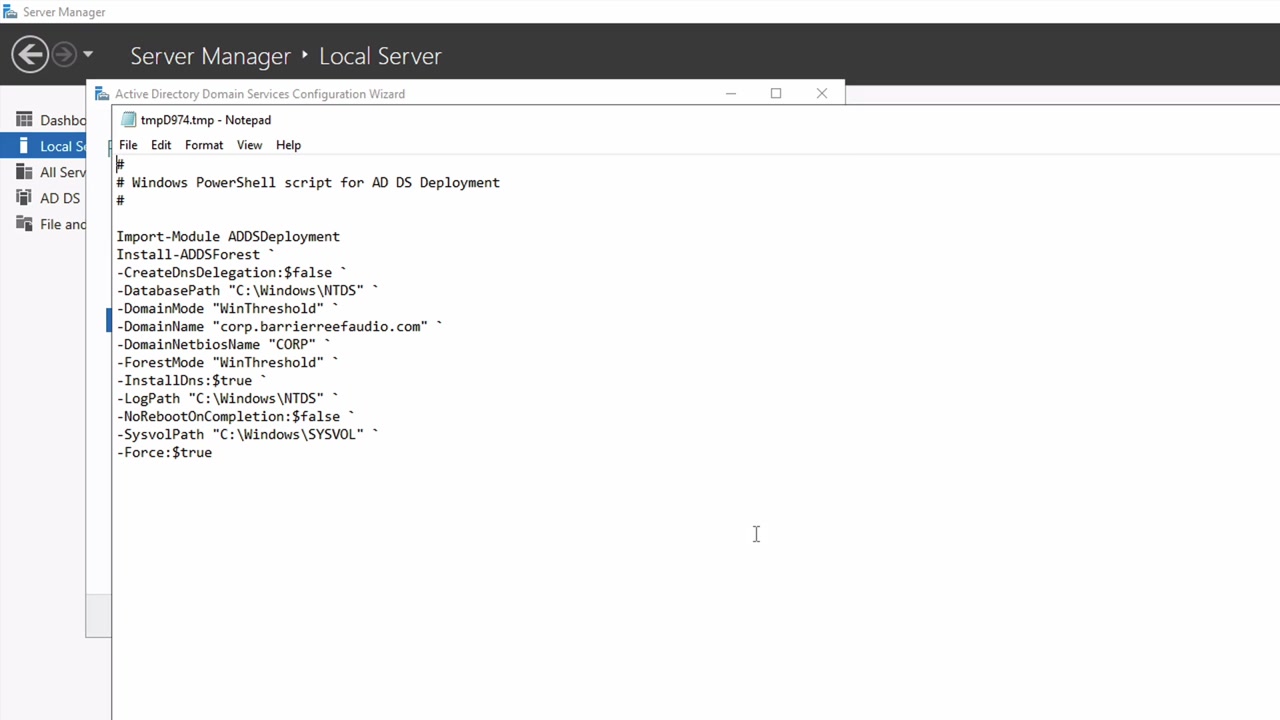 Server Manager
Server Manager ‣ Local Server
Active Directory Domain Services Configuration Wizard
tmpD974.tmp - Notepad
File Edit Format View Help
Dashbo
Local Se
All Serv
AD DS
File and
#
# Windows PowerShell script for AD DS Deployment
#
Import-Module ADDSDeployment
Install-ADDSForest `
-CreateDnsDelegation:$false `
-DatabasePath "C:\Windows\NTDS" `
-DomainMode "WinThreshold" `
-DomainName "corp.barrierreefaudio.com" `
-DomainNetbiosName "CORP" `
-ForestMode "WinThreshold" `
-InstallDns:$true `
-LogPath "C:\Windows\NTDS" `
-NoRebootOnCompletion:$false `
-SysvolPath "C:\Windows\SYSVOL" `
-Force:$true